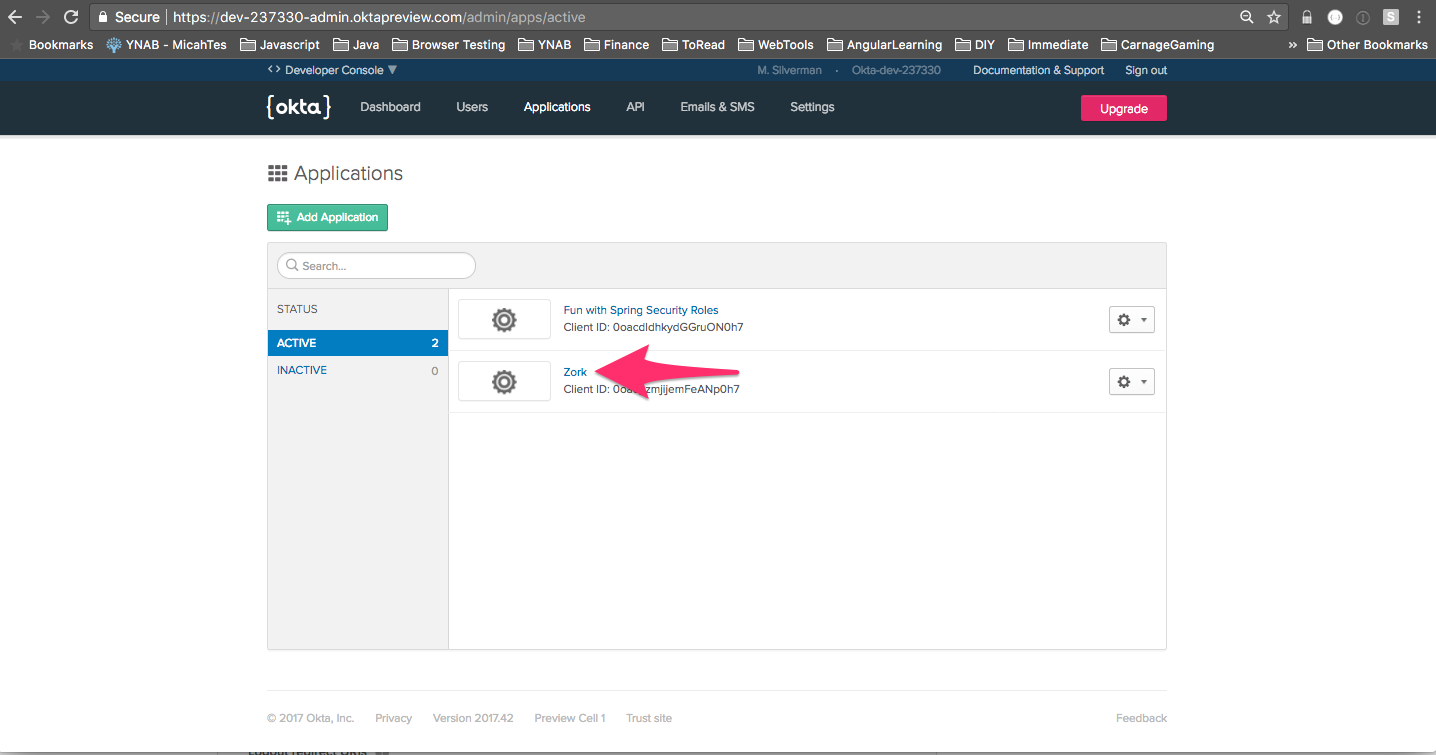 Secure https://dev-237330-admin.oktapreview.com/admin/apps/active
Bookmarks YNAB - MicahTes Javascript Java Browser Testing YNAB Finance ToRead WebTools AngularLearning DIY Immediate CarnageGaming » Other Bookmarks
<> Developer Console ▼ M. Silverman · Okta-dev-237330 Documentation & Support Sign out
{okta} Dashboard Users Applications API Emails & SMS Settings Upgrade
Applications
Add Application
Search...
STATUS
ACTIVE 2
INACTIVE 0
Fun with Spring Security Roles
Client ID: 0oacdldhkydGGruON0h7
Zork
Client ID:
© 2017 Okta, Inc. Privacy Version 2017.42 Preview Cell 1 Trust site Feedback